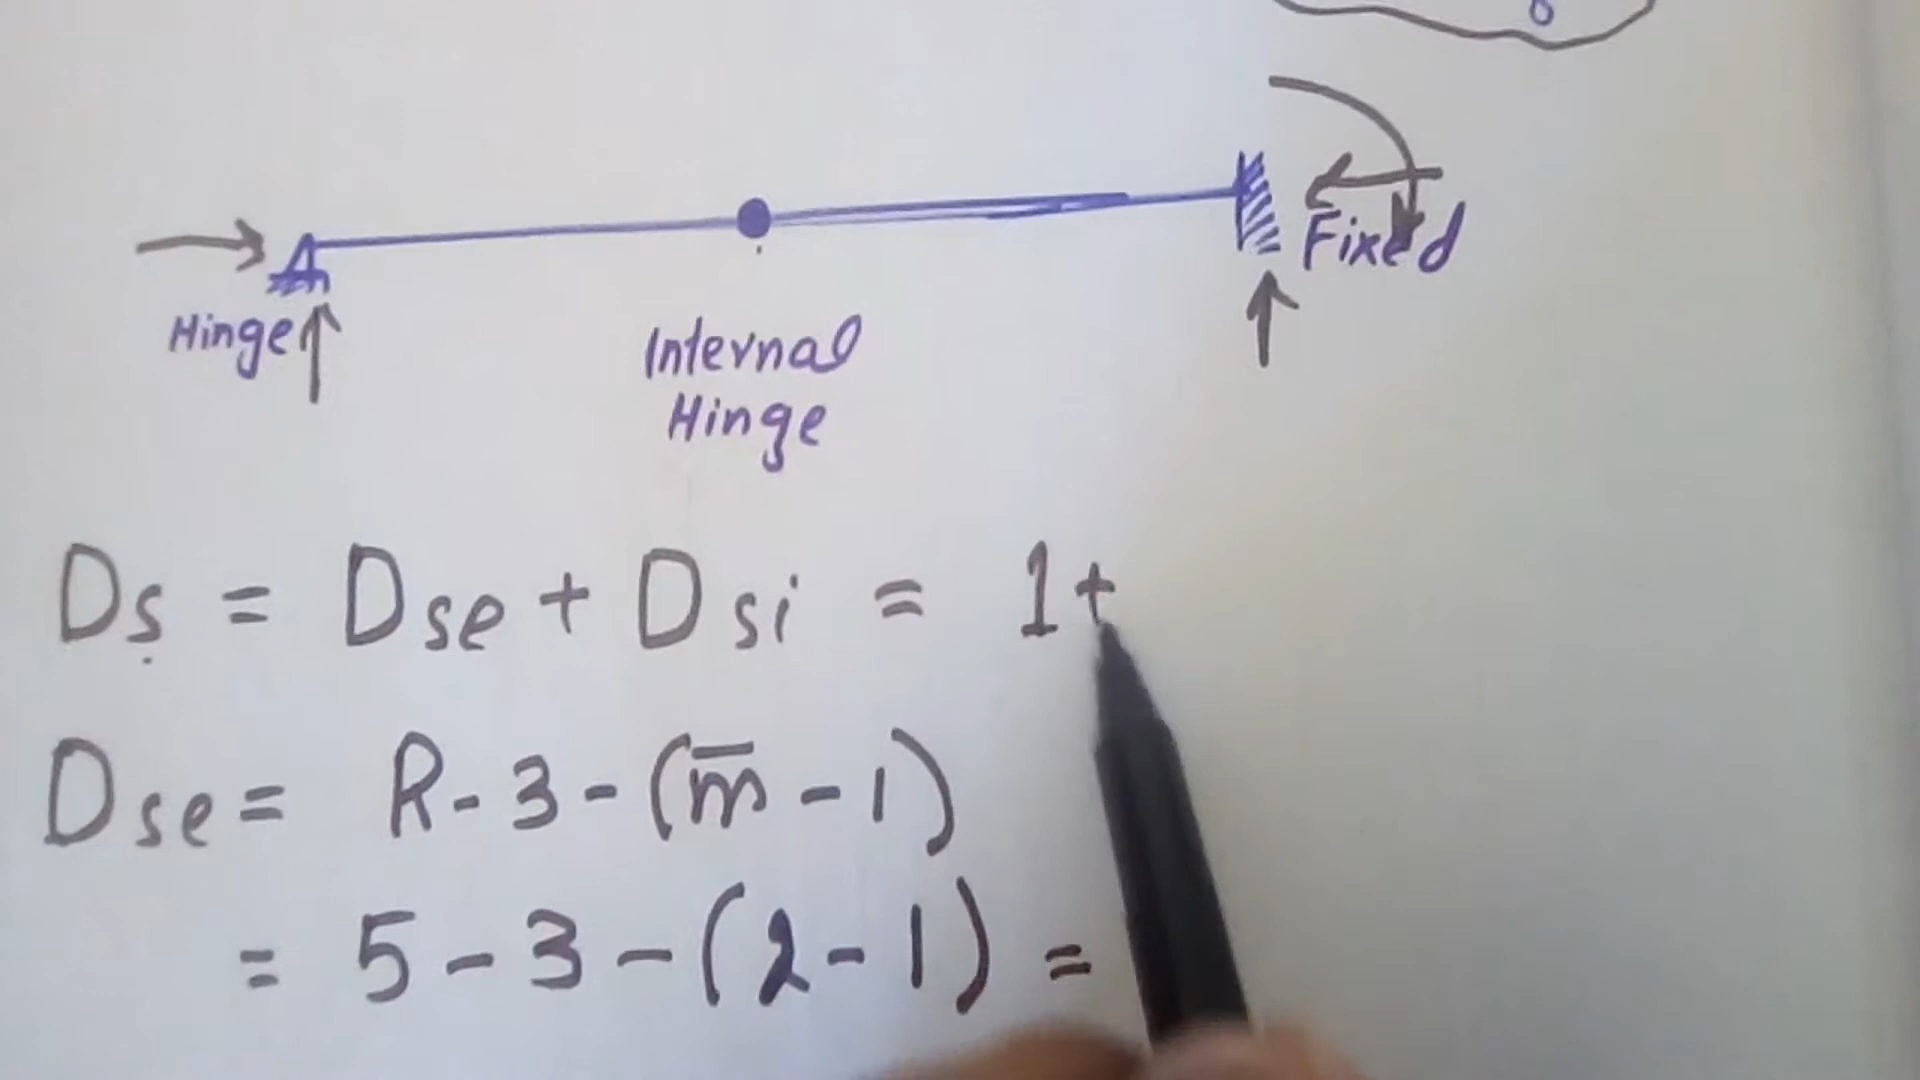 Hinge
Fixed
Internal
Hinge
Ds = Dse + Dsi = 1+
Dse = R - 3 - (m̅ - 1)
= 5 - 3 - (2 - 1) =